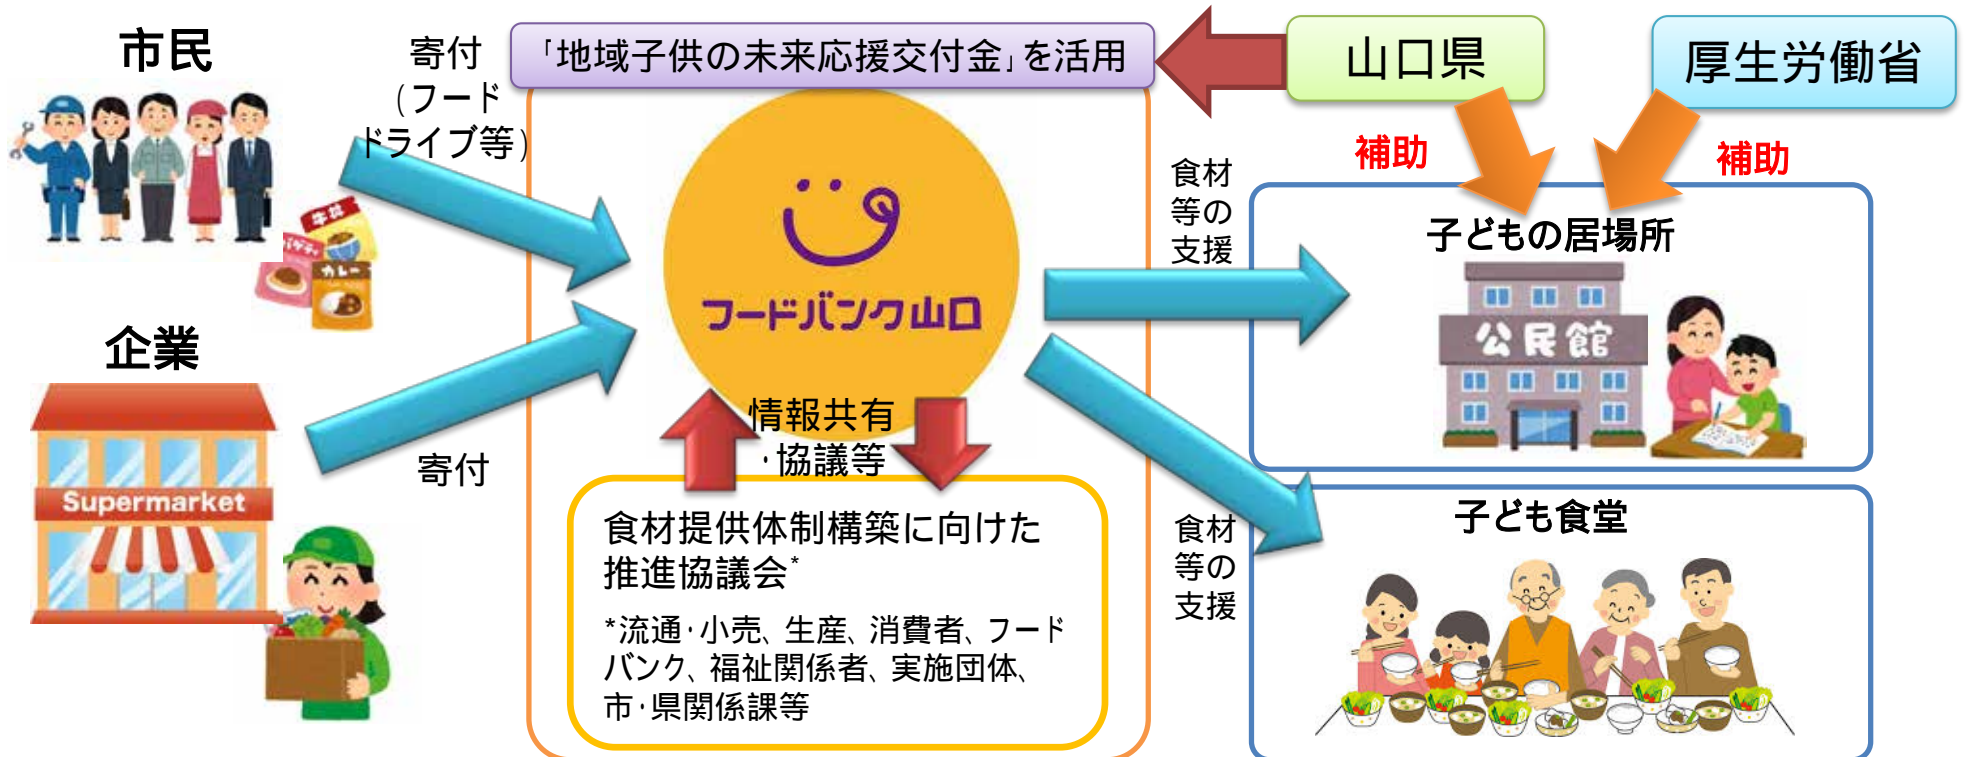 市民
寄付
(フード
ドライブ等)
牛丼
カレー
企業
Supermarket
寄付
「地域子供の未来応援交付金」を活用
フードバンク山口
情報共有
・協議等
食材提供体制構築に向けた
推進協議会*
*流通・小売、生産、消費者、フード
バンク、福祉関係者、実施団体、
市・県関係課等
山口県
厚生労働省
補助
補助
食材
等の
支援
子どもの居場所
公民館
食材
等の
支援
子ども食堂